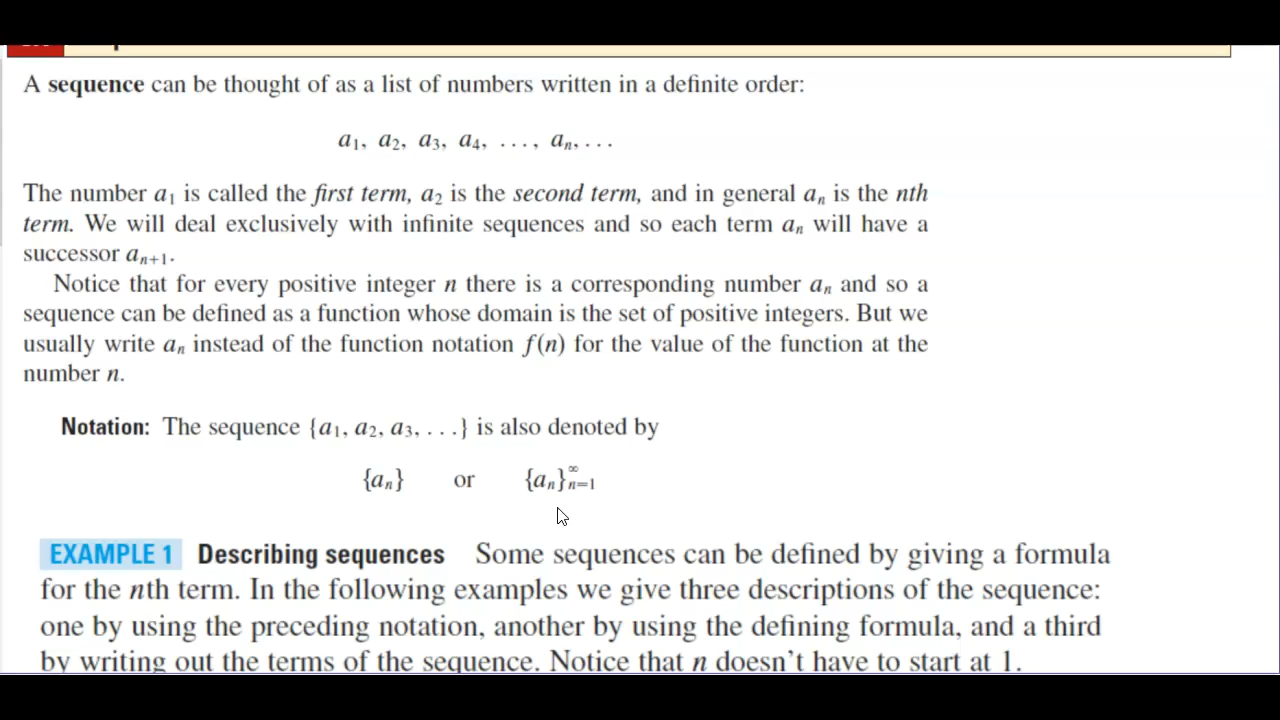 A sequence can be thought of as a list of numbers written in a definite order:
a₁, a₂, a₃, a₄, ..., aₙ, ...
The number a₁ is called the first term, a₂ is the second term, and in general aₙ is the nth
term. We will deal exclusively with infinite sequences and so each term aₙ will have a
successor aₙ₊₁.
Notice that for every positive integer n there is a corresponding number aₙ and so a
sequence can be defined as a function whose domain is the set of positive integers. But we
usually write aₙ instead of the function notation f(n) for the value of the function at the
number n.
Notation: The sequence {a₁, a₂, a₃, ...} is also denoted by
{aₙ} or {aₙ}∞ₙ₌₁
EXAMPLE 1 Describing sequences Some sequences can be defined by giving a formula
for the nth term. In the following examples we give three descriptions of the sequence:
one by using the preceding notation, another by using the defining formula, and a third
by writing out the terms of the sequence. Notice that n doesn't have to start at 1.